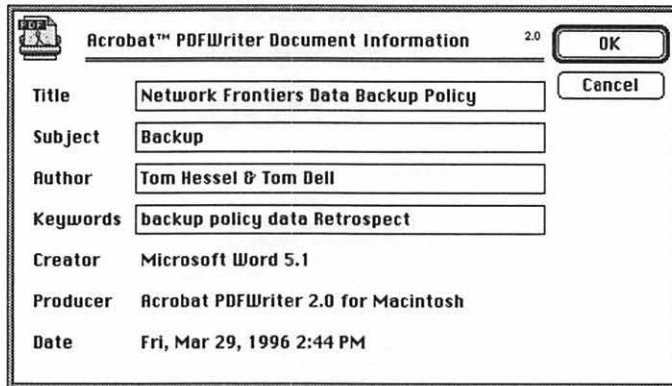 PDF
Acrobat™ PDFWriter Document Information 2.0
OK
Cancel
Title Network Frontiers Data Backup Policy
Subject Backup
Author Tom Hessel & Tom Dell
Keywords backup policy data Retrospect
Creator Microsoft Word 5.1
Producer Acrobat PDFWriter 2.0 for Macintosh
Date Fri, Mar 29, 1996 2:44 PM